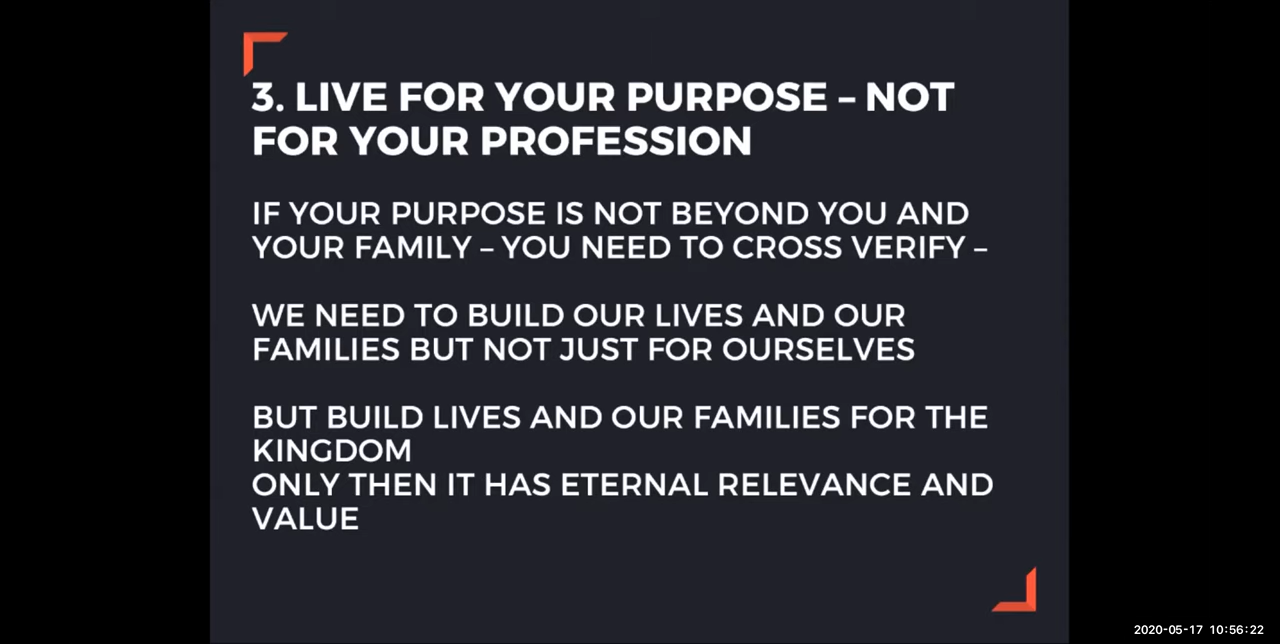 3. LIVE FOR YOUR PURPOSE – NOT
FOR YOUR PROFESSION
IF YOUR PURPOSE IS NOT BEYOND YOU AND
YOUR FAMILY – YOU NEED TO CROSS VERIFY –
WE NEED TO BUILD OUR LIVES AND OUR
FAMILIES BUT NOT JUST FOR OURSELVES
BUT BUILD LIVES AND OUR FAMILIES FOR THE
KINGDOM
ONLY THEN IT HAS ETERNAL RELEVANCE AND
VALUE
2020-05-17 10:56:22